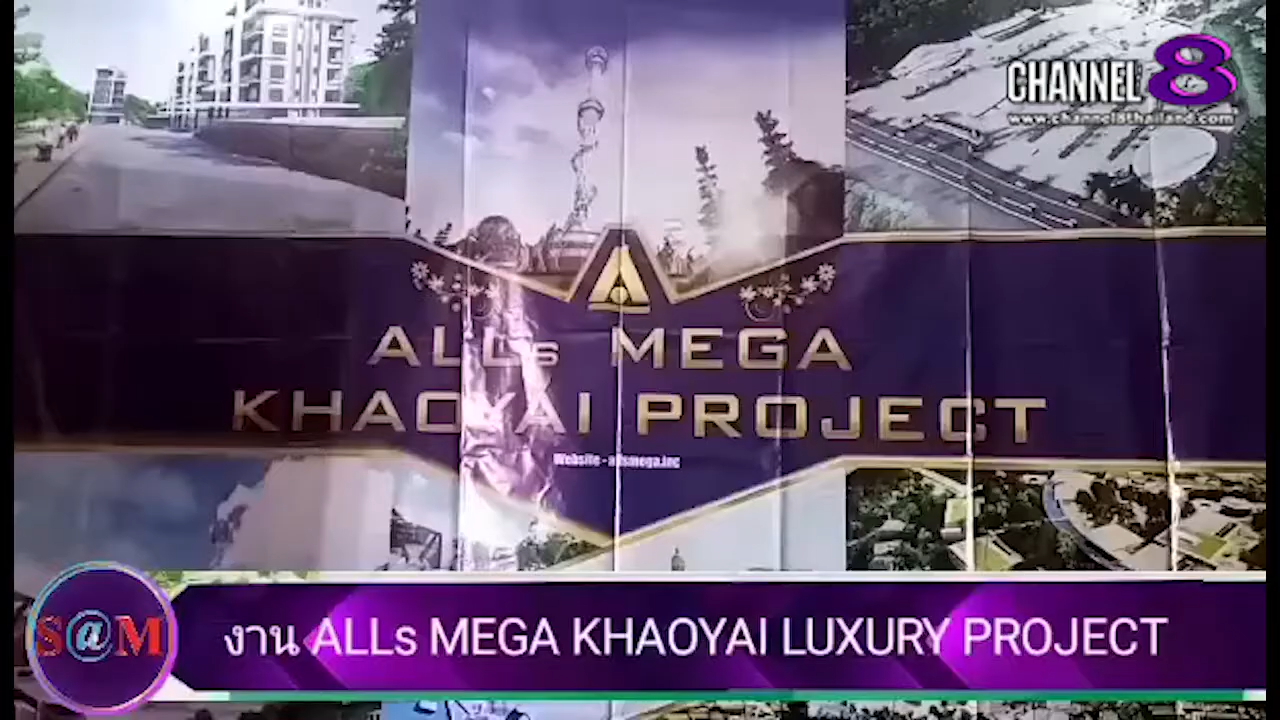 CHANNEL 8
www.channel8thailand.com
ALLs MEGA
KHAOYAI PROJECT
Website - allsmega.inc
S@M
งาน ALLs MEGA KHAOYAI LUXURY PROJECT